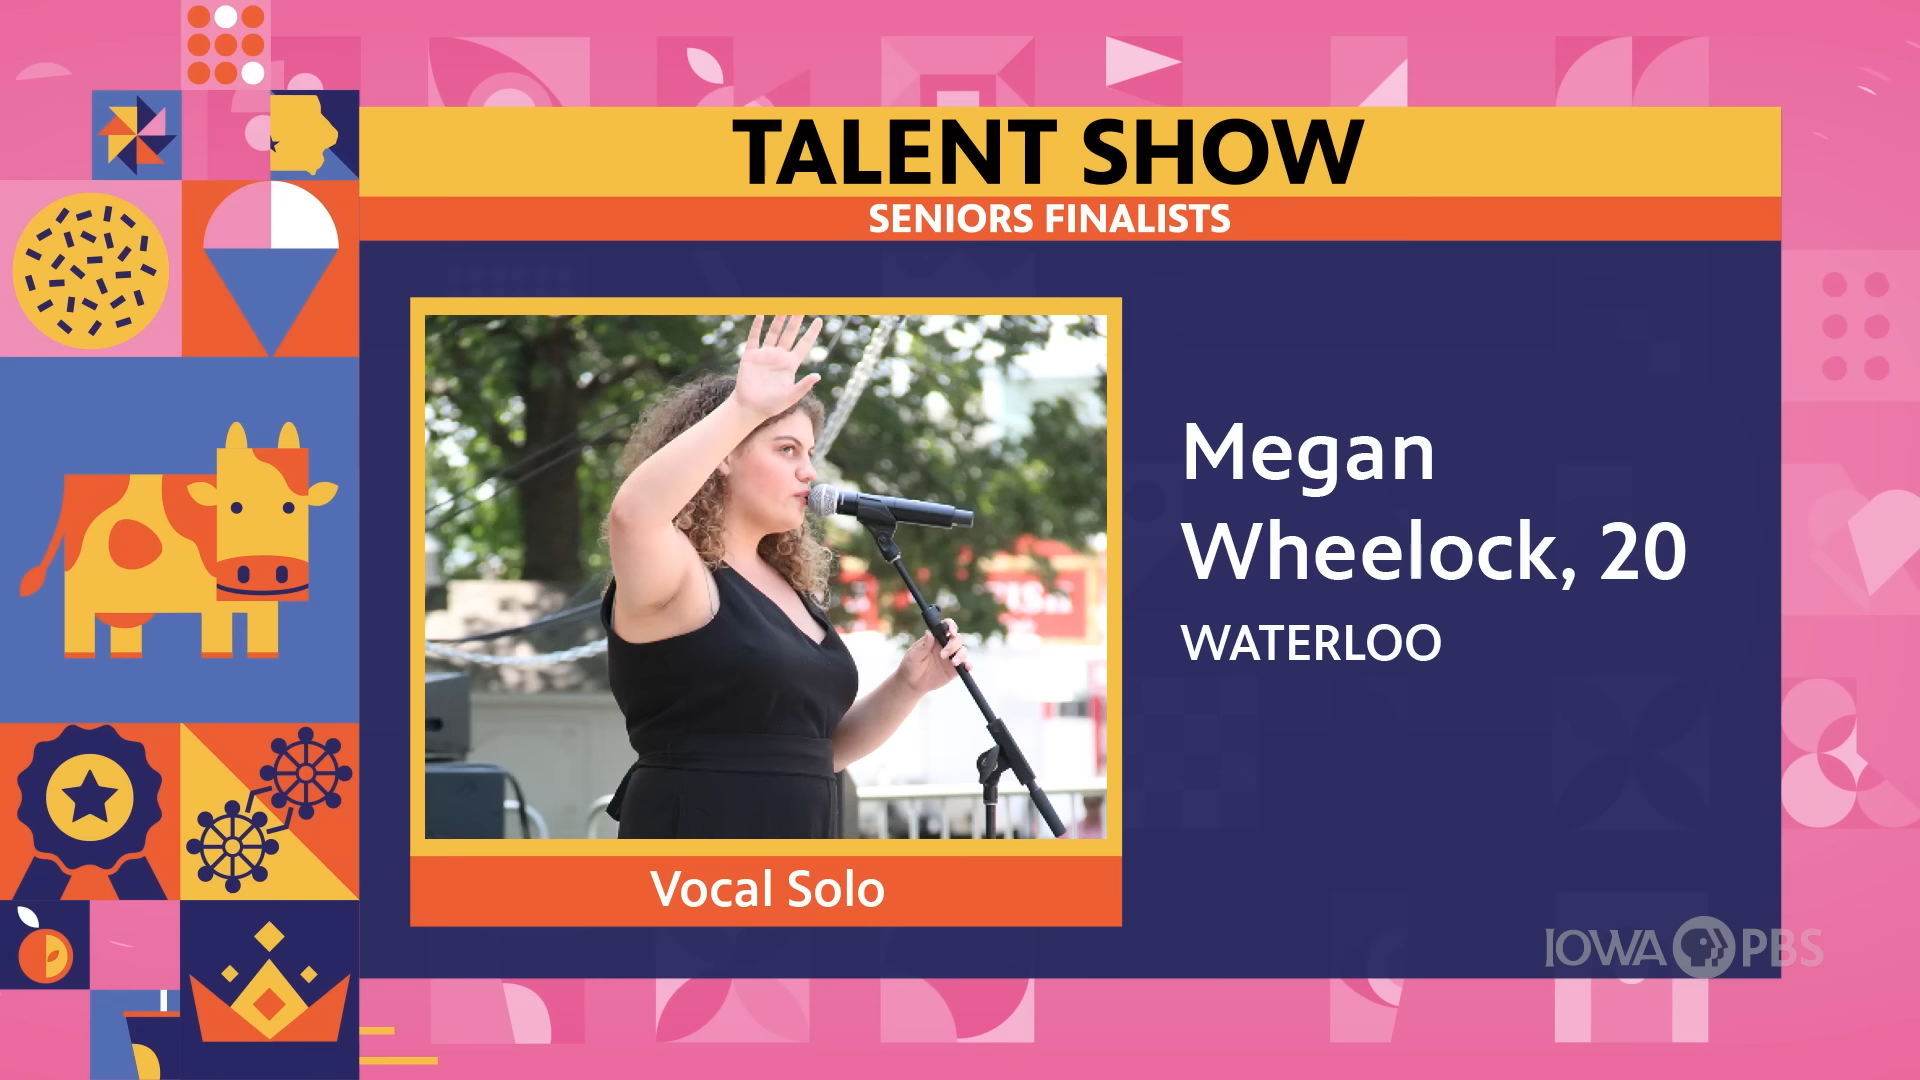 TALENT SHOW
SENIORS FINALISTS
Megan
Wheelock, 20
WATERLOO
Vocal Solo
IOWA PBS